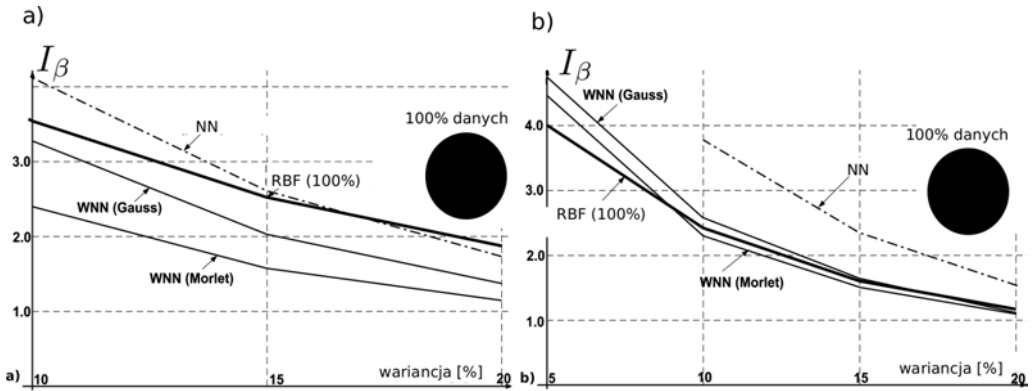 a)
I_β
NN
100% danych
3.0
RBF (100%)
WNN (Gauss)
2.0
WNN (Morlet)
1.0
wariancja [%]
a)
10
15
20
b)
I_β
WNN (Gauss)
4.0
100% danych
NN
3.0
RBF (100%)
2.0
WNN (Morlet)
1.0
wariancja [%]
b)
5
10
15
20